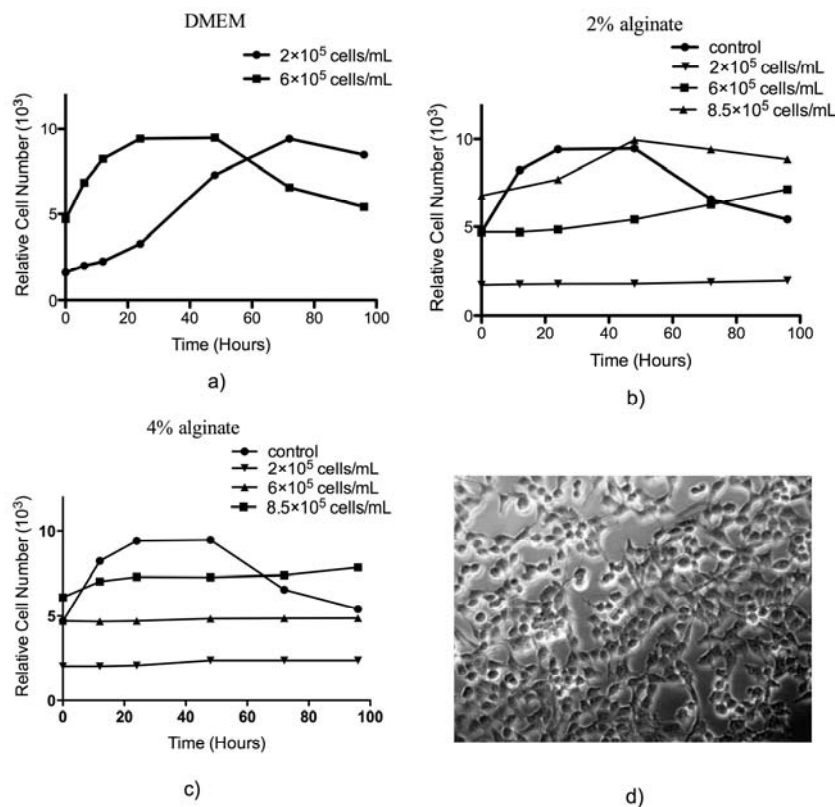 DMEM
2×10⁵ cells/mL
6×10⁵ cells/mL
Relative Cell Number (10³)
10
5
0
0 20 40 60 80 100
Time (Hours)
a)
2% alginate
control
2×10⁵ cells/mL
6×10⁵ cells/mL
8.5×10⁵ cells/mL
Relative Cell Number (10³)
10
5
0
0 20 40 60 80 100
Time (Hours)
b)
4% alginate
control
2×10⁵ cells/mL
6×10⁵ cells/mL
8.5×10⁵ cells/mL
Relative Cell Number (10³)
10
5
0
0 20 40 60 80 100
Time (Hours)
c)
d)